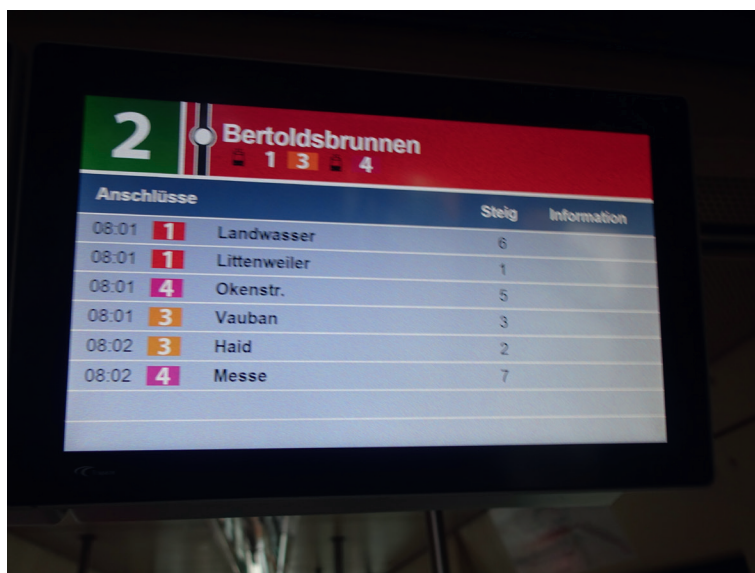 2 Bertoldsbrunnen
1 3 4
Anschlüsse Steig Information
08:01 1 Landwasser 6
08:01 1 Littenweiler 1
08:01 4 Okenstr. 5
08:01 3 Vauban 3
08:02 3 Haid 2
08:02 4 Messe 7